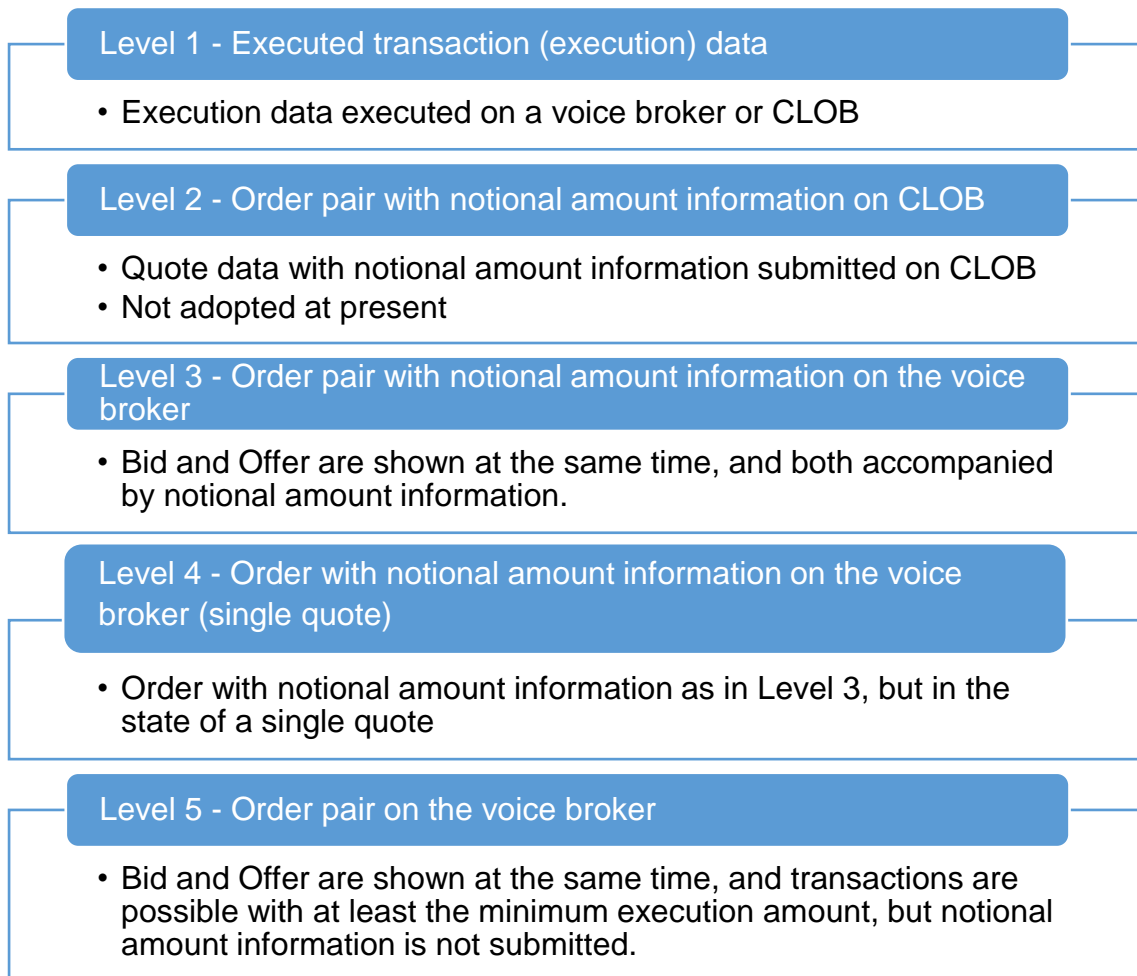 Level 1 - Executed transaction (execution) data
• Execution data executed on a voice broker or CLOB
Level 2 - Order pair with notional amount information on CLOB
• Quote data with notional amount information submitted on CLOB
• Not adopted at present
Level 3 - Order pair with notional amount information on the voice
broker
• Bid and Offer are shown at the same time, and both accompanied
by notional amount information.
Level 4 - Order with notional amount information on the voice
broker (single quote)
• Order with notional amount information as in Level 3, but in the
state of a single quote
Level 5 - Order pair on the voice broker
• Bid and Offer are shown at the same time, and transactions are
possible with at least the minimum execution amount, but notional
amount information is not submitted.